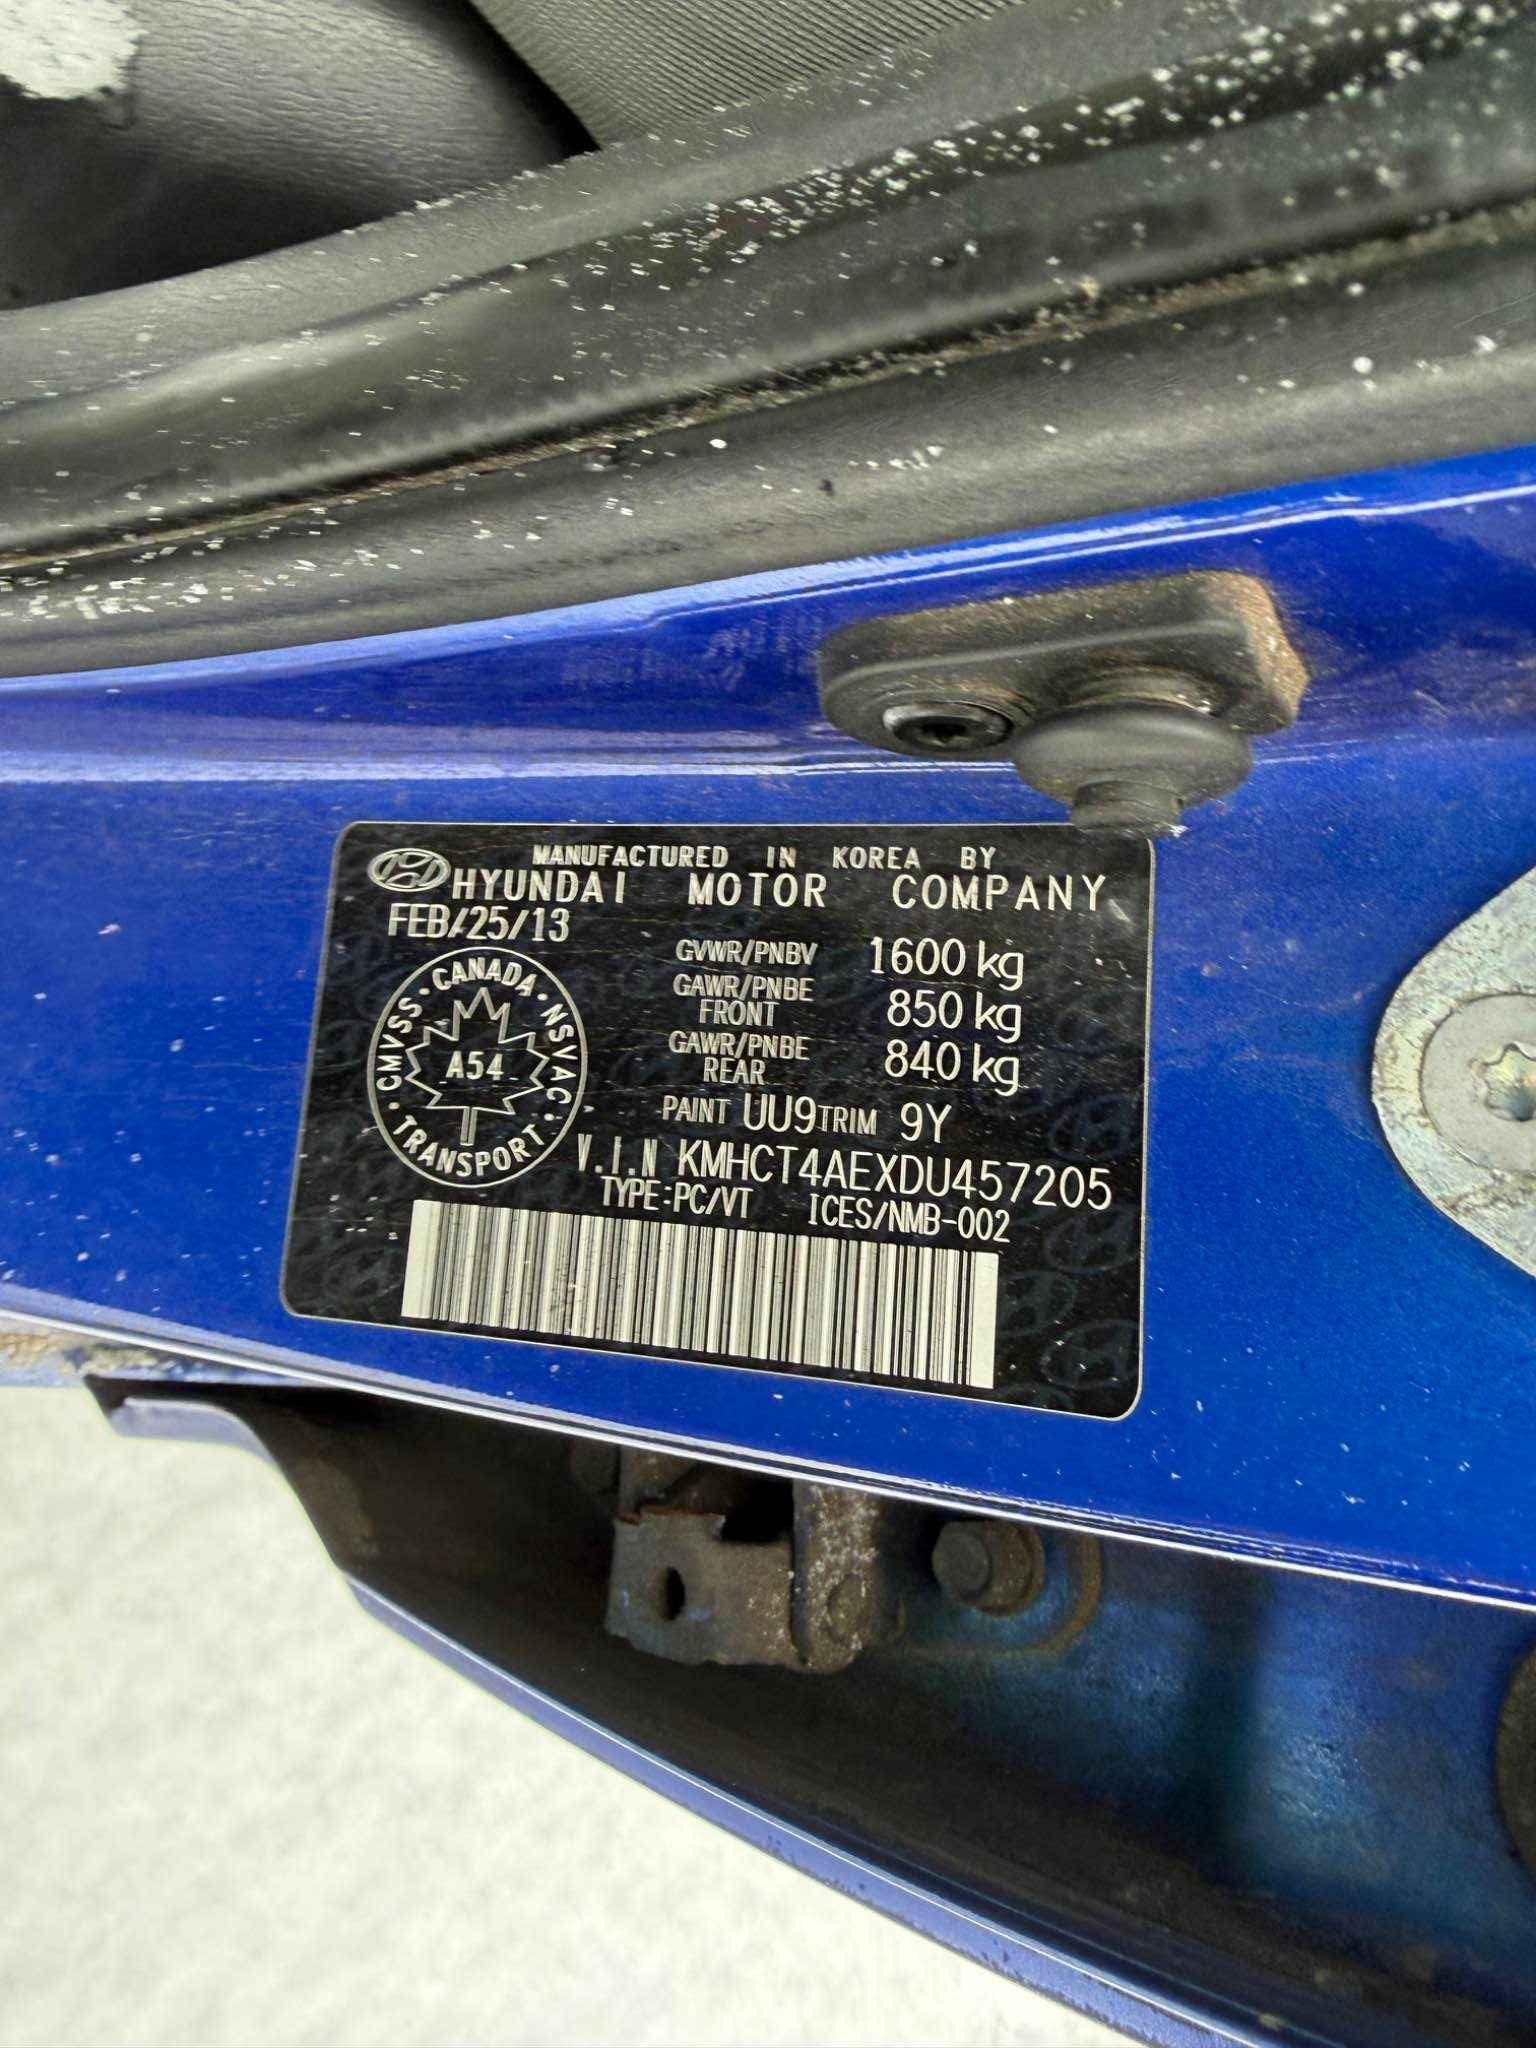 MANUFACTURED IN KOREA BY
HYUNDAI MOTOR COMPANY
FEB/25/13
GVWR/PNBV 1600 kg
GAWR/PNBE FRONT 850 kg
GAWR/PNBE REAR 840 kg
CANADA · NSVAC · TRANSPORT · CMVSS ·
A54
PAINT UU9 TRIM 9Y
V.I.N KMHCT4AEXDU457205
TYPE:PC/VT ICES/NMB-002